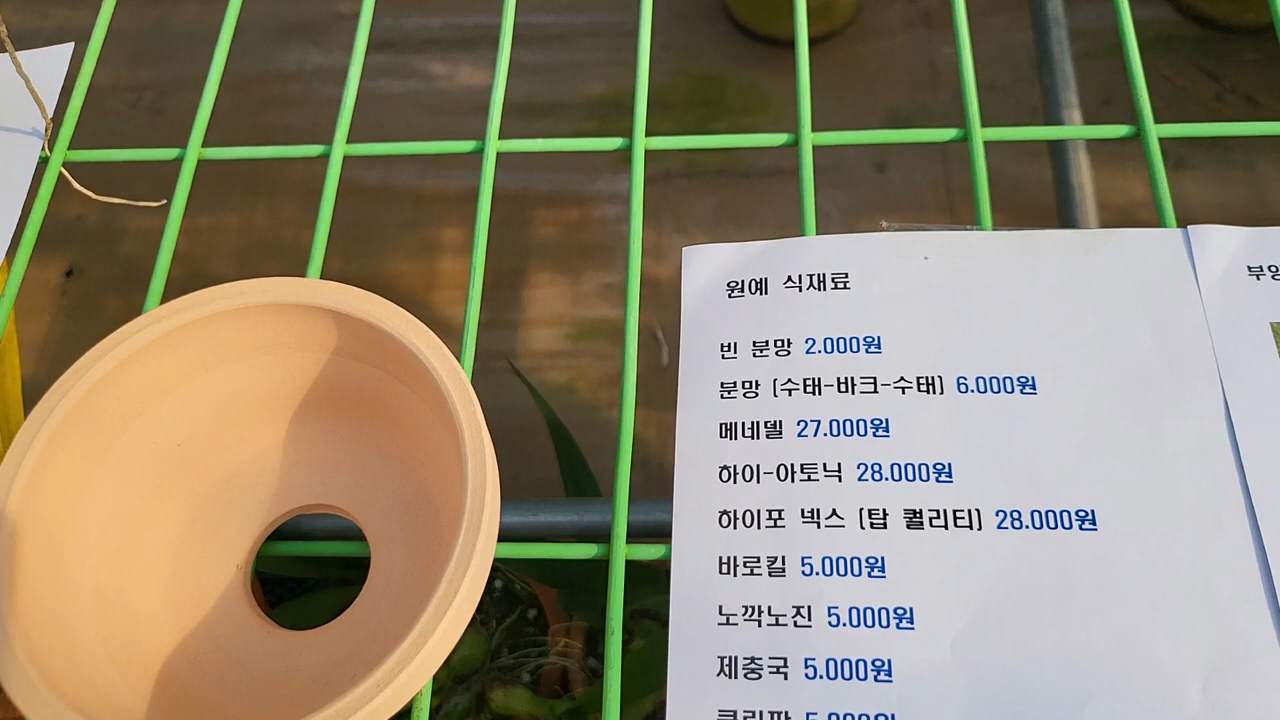 원예 식재료
빈 분망 2.000원
분망 (수태-바크-수태) 6.000원
메네델 27.000원
하이-아토닉 28.000원
하이포 넥스 (탑 퀄리티) 28.000원
바로킬 5.000원
노깍노진 5.000원
제충국 5.000원